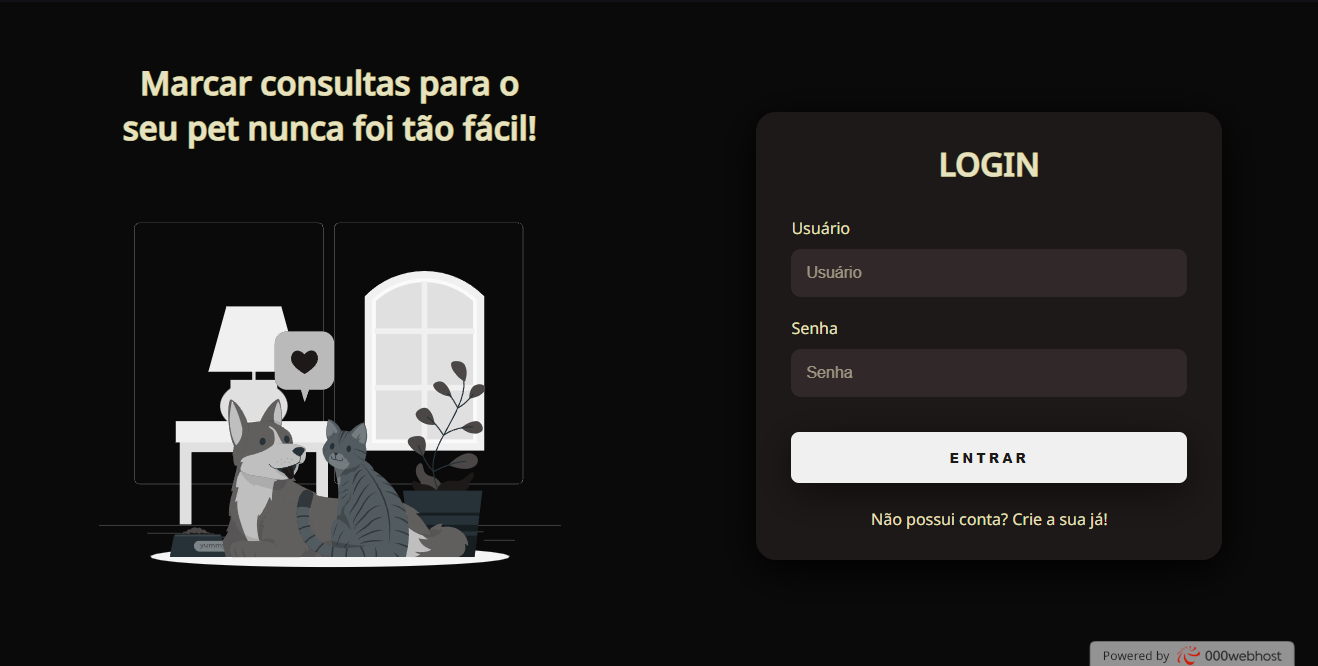 Marcar consultas para o
seu pet nunca foi tão fácil!
LOGIN
Usuário
Usuário
Senha
Senha
ENTRAR
Não possui conta? Crie a sua já!
Powered by 000webhost